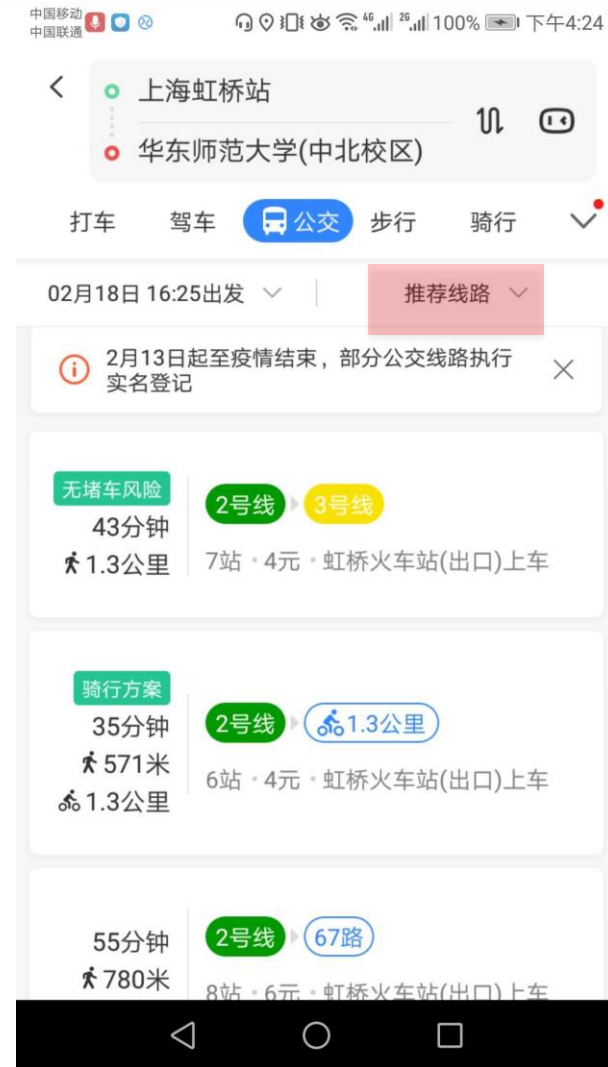 中国移动
中国联通
46 26 100% 下午4:24
上海虹桥站
华东师范大学(中北校区)
打车 驾车 公交 步行 骑行
02月18日 16:25出发 推荐线路
2月13日起至疫情结束，部分公交线路执行
实名登记
无堵车风险
43分钟
1.3公里
2号线 3号线
7站·4元·虹桥火车站(出口)上车
骑行方案
35分钟
571米
1.3公里
2号线 1.3公里
6站·4元·虹桥火车站(出口)上车
55分钟
780米
2号线 67路
8站·6元·虹桥火车站(出口)上车